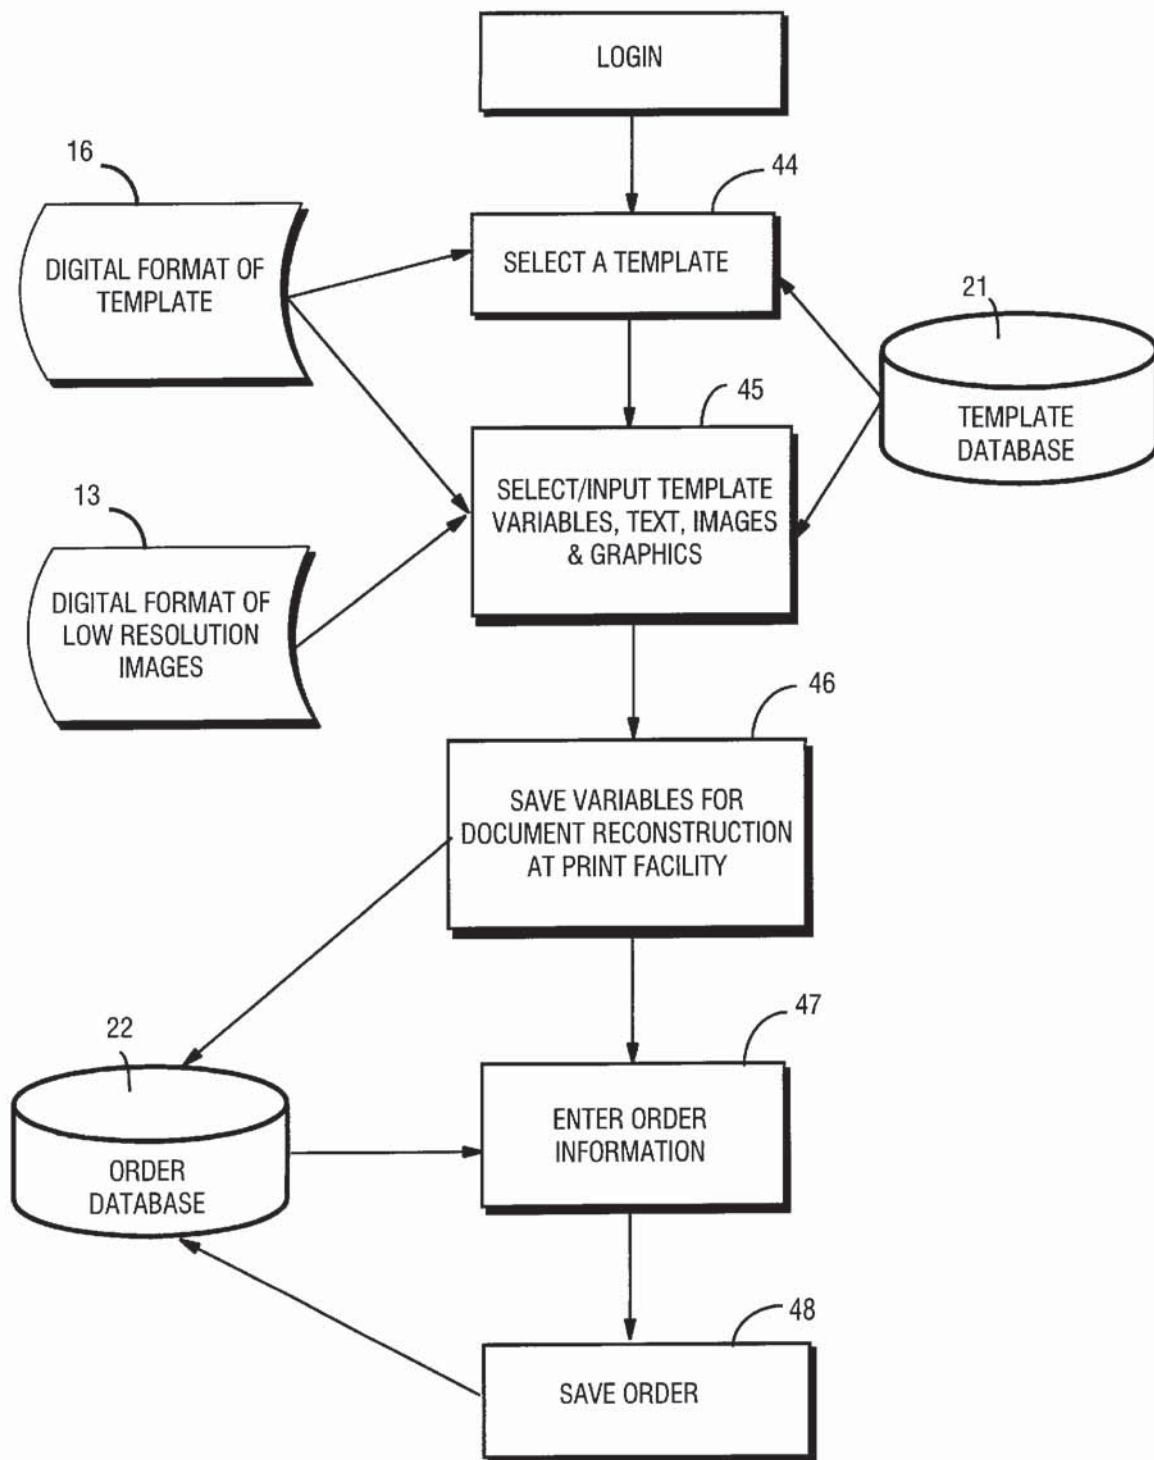 LOGIN
16
44
DIGITAL FORMAT OF
TEMPLATE
SELECT A TEMPLATE
21
TEMPLATE
DATABASE
45
SELECT/INPUT TEMPLATE
VARIABLES, TEXT, IMAGES
& GRAPHICS
13
DIGITAL FORMAT OF
LOW RESOLUTION
IMAGES
46
SAVE VARIABLES FOR
DOCUMENT RECONSTRUCTION
AT PRINT FACILITY
22
ORDER
DATABASE
47
ENTER ORDER
INFORMATION
48
SAVE ORDER